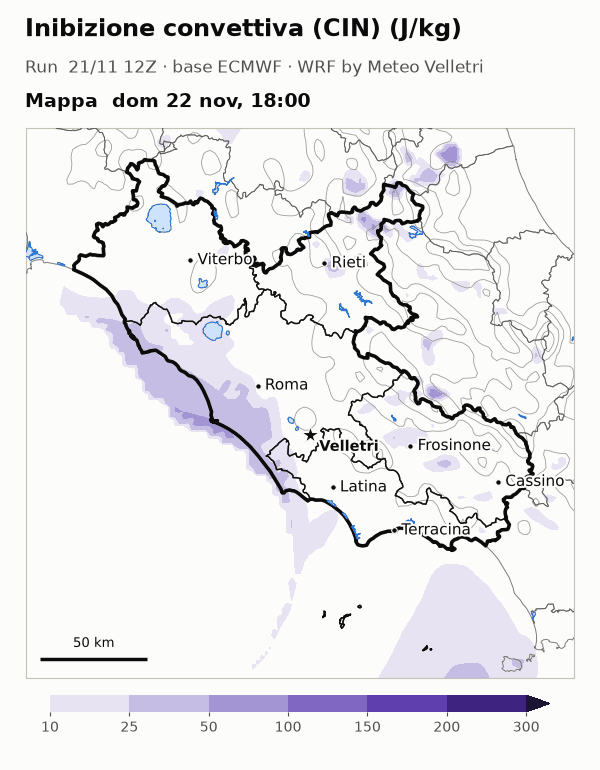 Inibizione convettiva (CIN) (J/kg)
Run  21/11 12Z · base ECMWF · WRF by Meteo Velletri
Mappa  dom 22 nov, 18:00
Viterbo
Rieti
Roma
Velletri
Frosinone
Latina
Cassino
Terracina
50 km
10 25 50 100 150 200 300